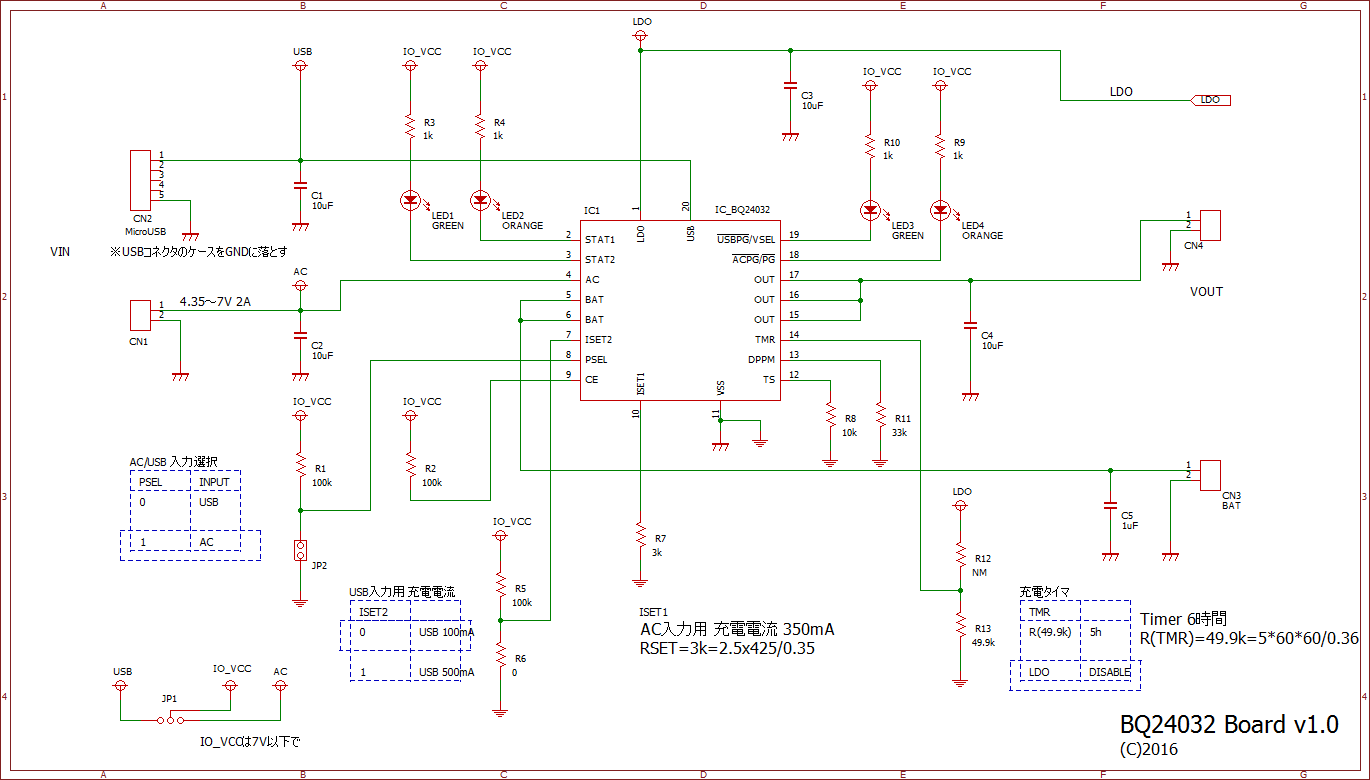 A B C D E F G
LDO
USB
IO_VCC
IO_VCC
IO_VCC
IO_VCC
1
1
C3
10uF
LDO
LDO
R3
1k
R4
1k
R10
1k
R9
1k
1
2
3
4
5
CN2
MicroUSB
C1
10uF
LED1
GREEN
LED2
ORANGE
LED3
GREEN
LED4
ORANGE
VIN
※USBコネクタのケースをGNDに落とす
IC1
IC_BQ24032
1
LDO
20
USB
2 STAT1
3 STAT2
4 AC
5 BAT
6 BAT
7 ISET2
8 PSEL
9 CE
10 ISET1
11 VSS
19 USBPG/VSEL
18 ACPG/PG
17 OUT
16 OUT
15 OUT
14 TMR
13 DPPM
12 TS
1
2
CN4
VOUT
2
2
AC
1
2
CN1
4.35～7V 2A
C2
10uF
C4
10uF
IO_VCC
IO_VCC
R8
10k
R11
33k
AC/USB 入力選択
PSEL INPUT
0 USB
1 AC
R1
100k
R2
100k
JP2
1
2
CN3
BAT
3
3
C5
1uF
IO_VCC
R5
100k
R6
0
R7
3k
LDO
R12
NM
R13
49.9k
USB入力用 充電電流
ISET2
0 USB 100mA
1 USB 500mA
ISET1
AC入力用 充電電流 350mA
RSET=3k=2.5x425/0.35
充電タイマ
TMR
R(49.9k) 5h
LDO DISABLE
Timer 6時間
R(TMR)=49.9k=5*60*60/0.36
4
4
USB
IO_VCC
AC
JP1
IO_VCCは7V以下で
BQ24032 Board v1.0
(C)2016
A B C D E F G